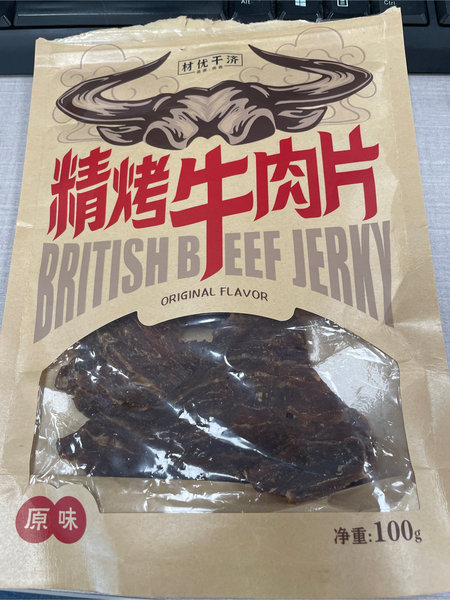 材优干济
精烤牛肉片
BRITISH BEEF JERKY
ORIGINAL FLAVOR
原味
净重:100g